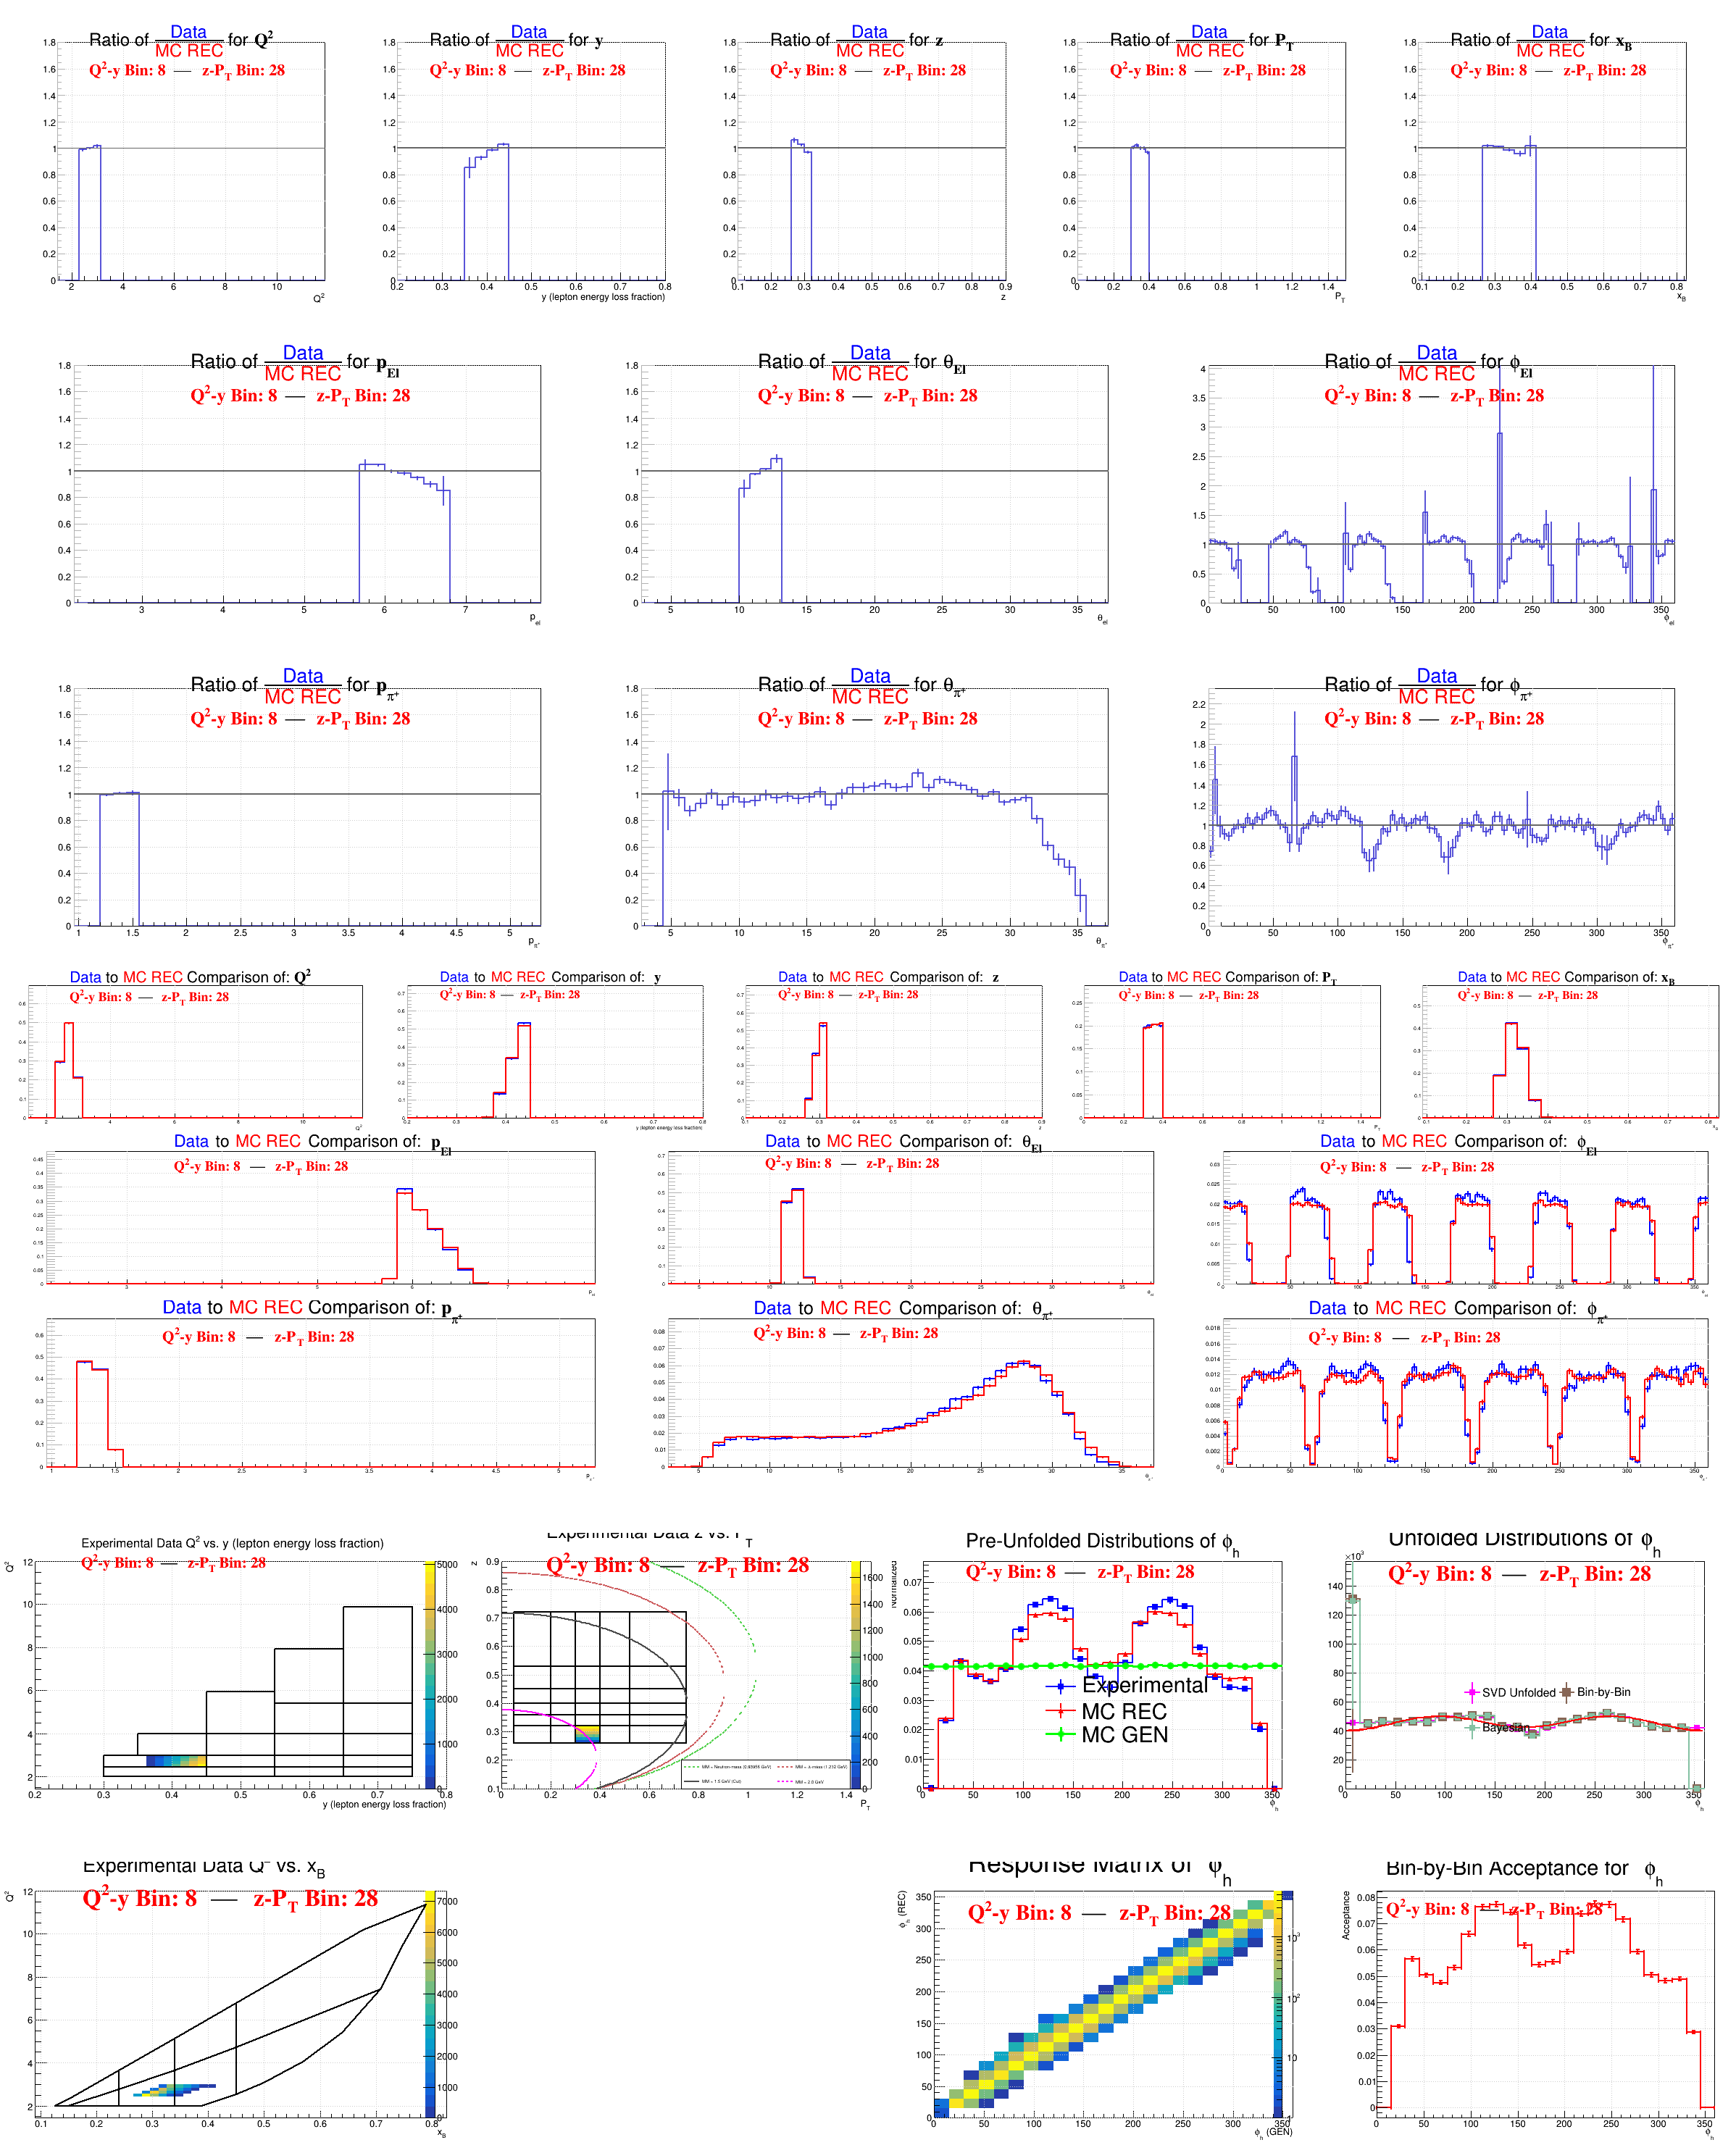 Ratio of Data for Q²
MC REC
Q²-y Bin: 8 — z-P_T Bin: 28
Q²
Ratio of Data for y
MC REC
Q²-y Bin: 8 — z-P_T Bin: 28
y (lepton energy loss fraction)
Ratio of Data for z
MC REC
Q²-y Bin: 8 — z-P_T Bin: 28
z
Ratio of Data for P_T
MC REC
Q²-y Bin: 8 — z-P_T Bin: 28
P_T
Ratio of Data for x_B
MC REC
Q²-y Bin: 8 — z-P_T Bin: 28
x_B
Ratio of Data for p_El
MC REC
Q²-y Bin: 8 — z-P_T Bin: 28
p_el
Ratio of Data for θ_El
MC REC
Q²-y Bin: 8 — z-P_T Bin: 28
θ_el
Ratio of Data for ϕ_El
MC REC
Q²-y Bin: 8 — z-P_T Bin: 28
ϕ_el
Ratio of Data for p_π⁺
MC REC
Q²-y Bin: 8 — z-P_T Bin: 28
p_π⁺
Ratio of Data for θ_π⁺
MC REC
Q²-y Bin: 8 — z-P_T Bin: 28
θ_π⁺
Ratio of Data for ϕ_π⁺
MC REC
Q²-y Bin: 8 — z-P_T Bin: 28
ϕ_π⁺
Data to MC REC Comparison of: Q²
Q²-y Bin: 8 — z-P_T Bin: 28
Data to MC REC Comparison of: y
Q²-y Bin: 8 — z-P_T Bin: 28
y (lepton energy loss fraction)
Data to MC REC Comparison of: z
Q²-y Bin: 8 — z-P_T Bin: 28
Data to MC REC Comparison of: P_T
Q²-y Bin: 8 — z-P_T Bin: 28
Data to MC REC Comparison of: x_B
Q²-y Bin: 8 — z-P_T Bin: 28
Data to MC REC Comparison of: p_El
Q²-y Bin: 8 — z-P_T Bin: 28
Data to MC REC Comparison of: θ_El
Q²-y Bin: 8 — z-P_T Bin: 28
Data to MC REC Comparison of: ϕ_El
Q²-y Bin: 8 — z-P_T Bin: 28
Data to MC REC Comparison of: p_π⁺
Q²-y Bin: 8 — z-P_T Bin: 28
Data to MC REC Comparison of: θ_π⁺
Q²-y Bin: 8 — z-P_T Bin: 28
Data to MC REC Comparison of: ϕ_π⁺
Q²-y Bin: 8 — z-P_T Bin: 28
Experimental Data Q² vs. y (lepton energy loss fraction)
Q²-y Bin: 8 — z-P_T Bin: 28
Q²
y (lepton energy loss fraction)
Experimental Data z vs. P_T
Q²-y Bin: 8 — z-P_T Bin: 28
z
P_T
MM = 1.5 GeV (Cut)
MM = 2.0 GeV
Pre-Unfolded Distributions of ϕ_h
Q²-y Bin: 8 — z-P_T Bin: 28
Experimental
MC REC
MC GEN
ϕ_h
Unfolded Distributions of ϕ_h
Q²-y Bin: 8 — z-P_T Bin: 28
×10³
SVD Unfolded
Bin-by-Bin
Bayesian
ϕ_h
Experimental Data Q² vs. x_B
Q²-y Bin: 8 — z-P_T Bin: 28
Q²
x_B
Response Matrix of ϕ_h
Q²-y Bin: 8 — z-P_T Bin: 28
ϕ_h (REC)
ϕ_h (GEN)
Bin-by-Bin Acceptance for ϕ_h
Q²-y Bin: 8 — z-P_T Bin: 28
Acceptance
ϕ_h